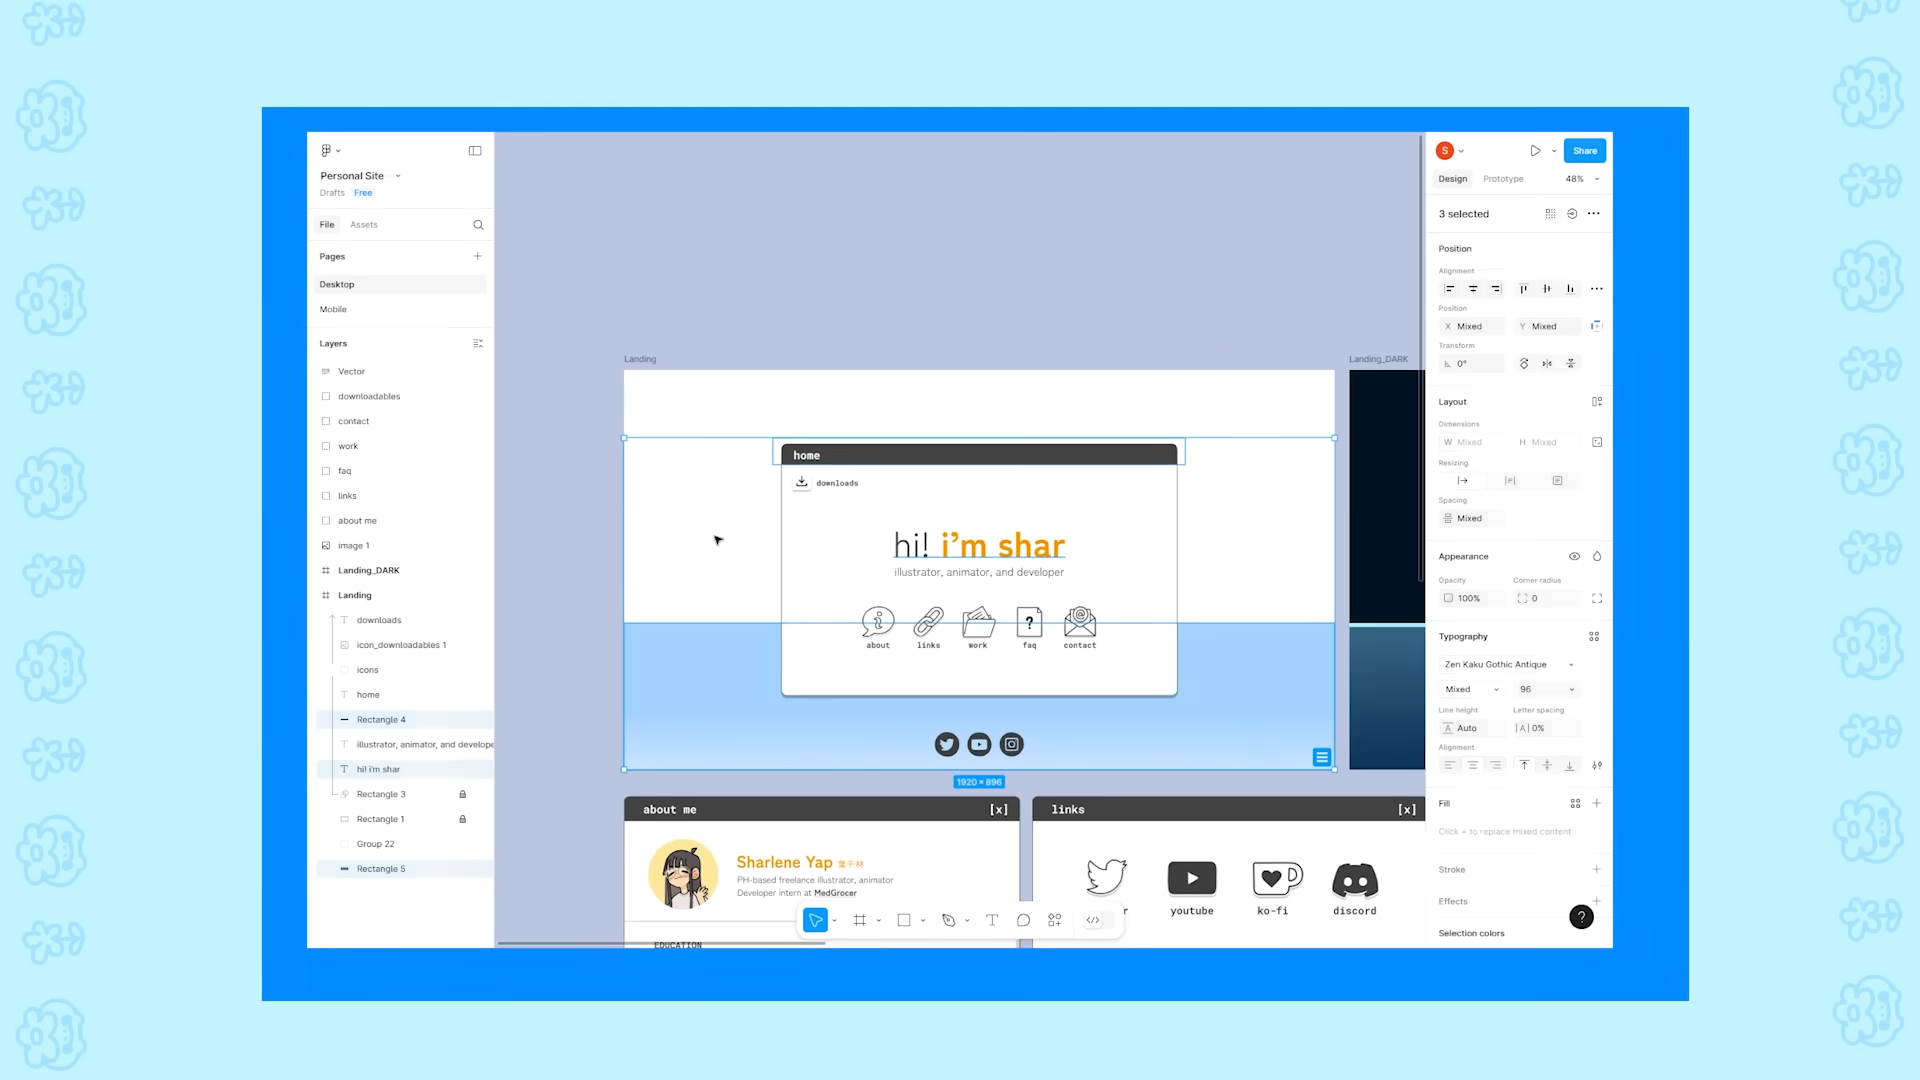 Personal Site
Drafts Free
File Assets
Pages
Desktop
Mobile
Layers
Vector
downloadables
contact
work
faq
links
about me
image 1
Landing_DARK
Landing
downloads
icon_downloadables 1
icons
home
Rectangle 4
illustrator, animator, and develope
hi! i'm shar
Rectangle 3
Rectangle 1
Group 22
Rectangle 5
Landing
Landing_DARK
home
downloads
hi! i'm shar
illustrator, animator, and developer
about links work faq contact
1920 × 896
about me [x]
Sharlene Yap 葉千林
PH-based freelance illustrator, animator
Developer intern at MedGrocer
EDUCATION
links [x]
r youtube ko-fi discord
S
Share
Design Prototype 48%
3 selected
Position
Alignment
Position
X Mixed Y Mixed
Transform
0°
Layout
Dimensions
W Mixed H Mixed
Resizing
Spacing
Mixed
Appearance
Opacity Corner radius
100% 0
Typography
Zen Kaku Gothic Antique
Mixed 96
Line height Letter spacing
Auto |A| 0%
Alignment
Fill
Click + to replace mixed content
Stroke
Effects
Selection colors
?